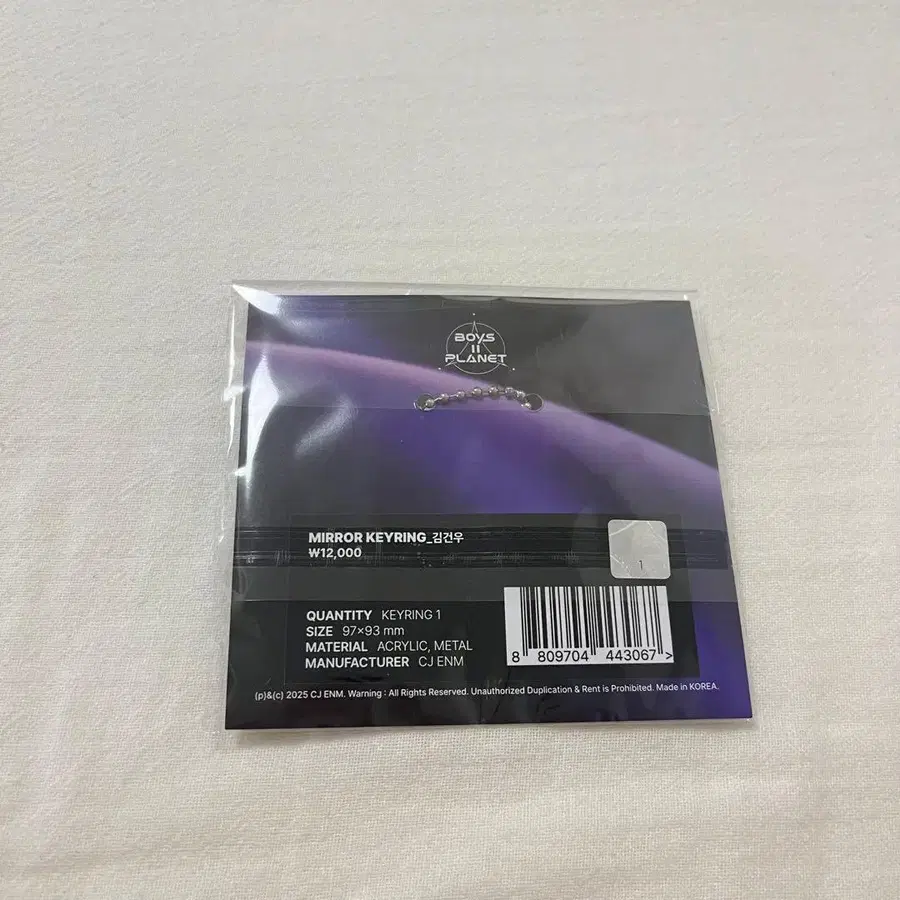 BOYS
II
PLANET
MIRROR KEYRING_김건우
₩12,000
1
QUANTITY KEYRING 1
SIZE 97×93 mm
MATERIAL ACRYLIC, METAL
MANUFACTURER CJ ENM
8 809704 443067 >
(p)&(c) 2025 CJ ENM. Warning : All Rights Reserved. Unauthorized Duplication & Rent is Prohibited. Made in KOREA.